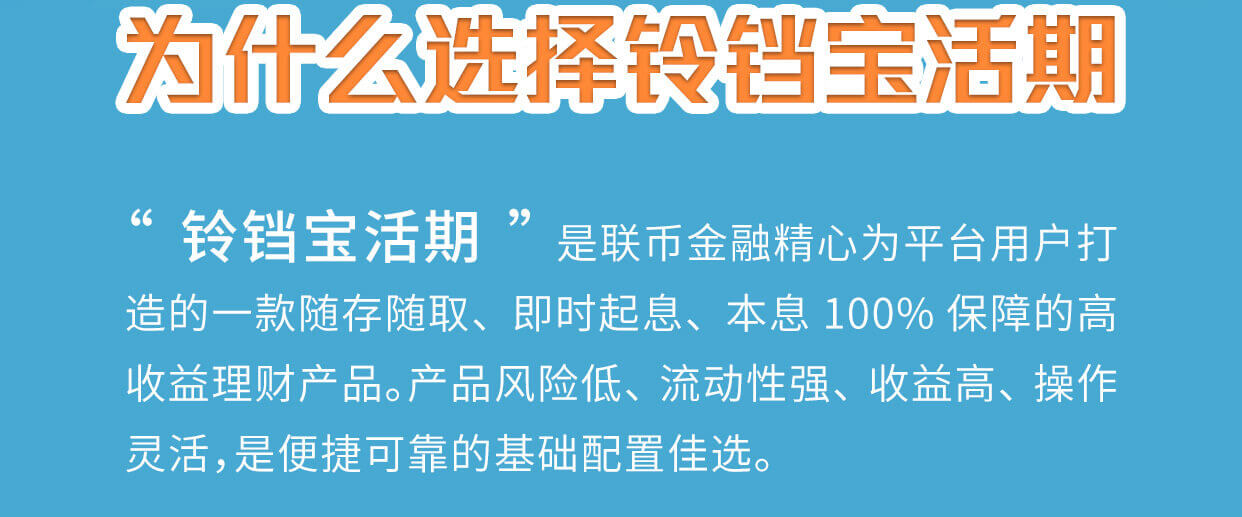 为什么选择铃铛宝活期
“铃铛宝活期”是联币金融精心为平台用户打
造的一款随存随取、即时起息、本息 100% 保障的高
收益理财产品。产品风险低、流动性强、收益高、操作
灵活，是便捷可靠的基础配置佳选。